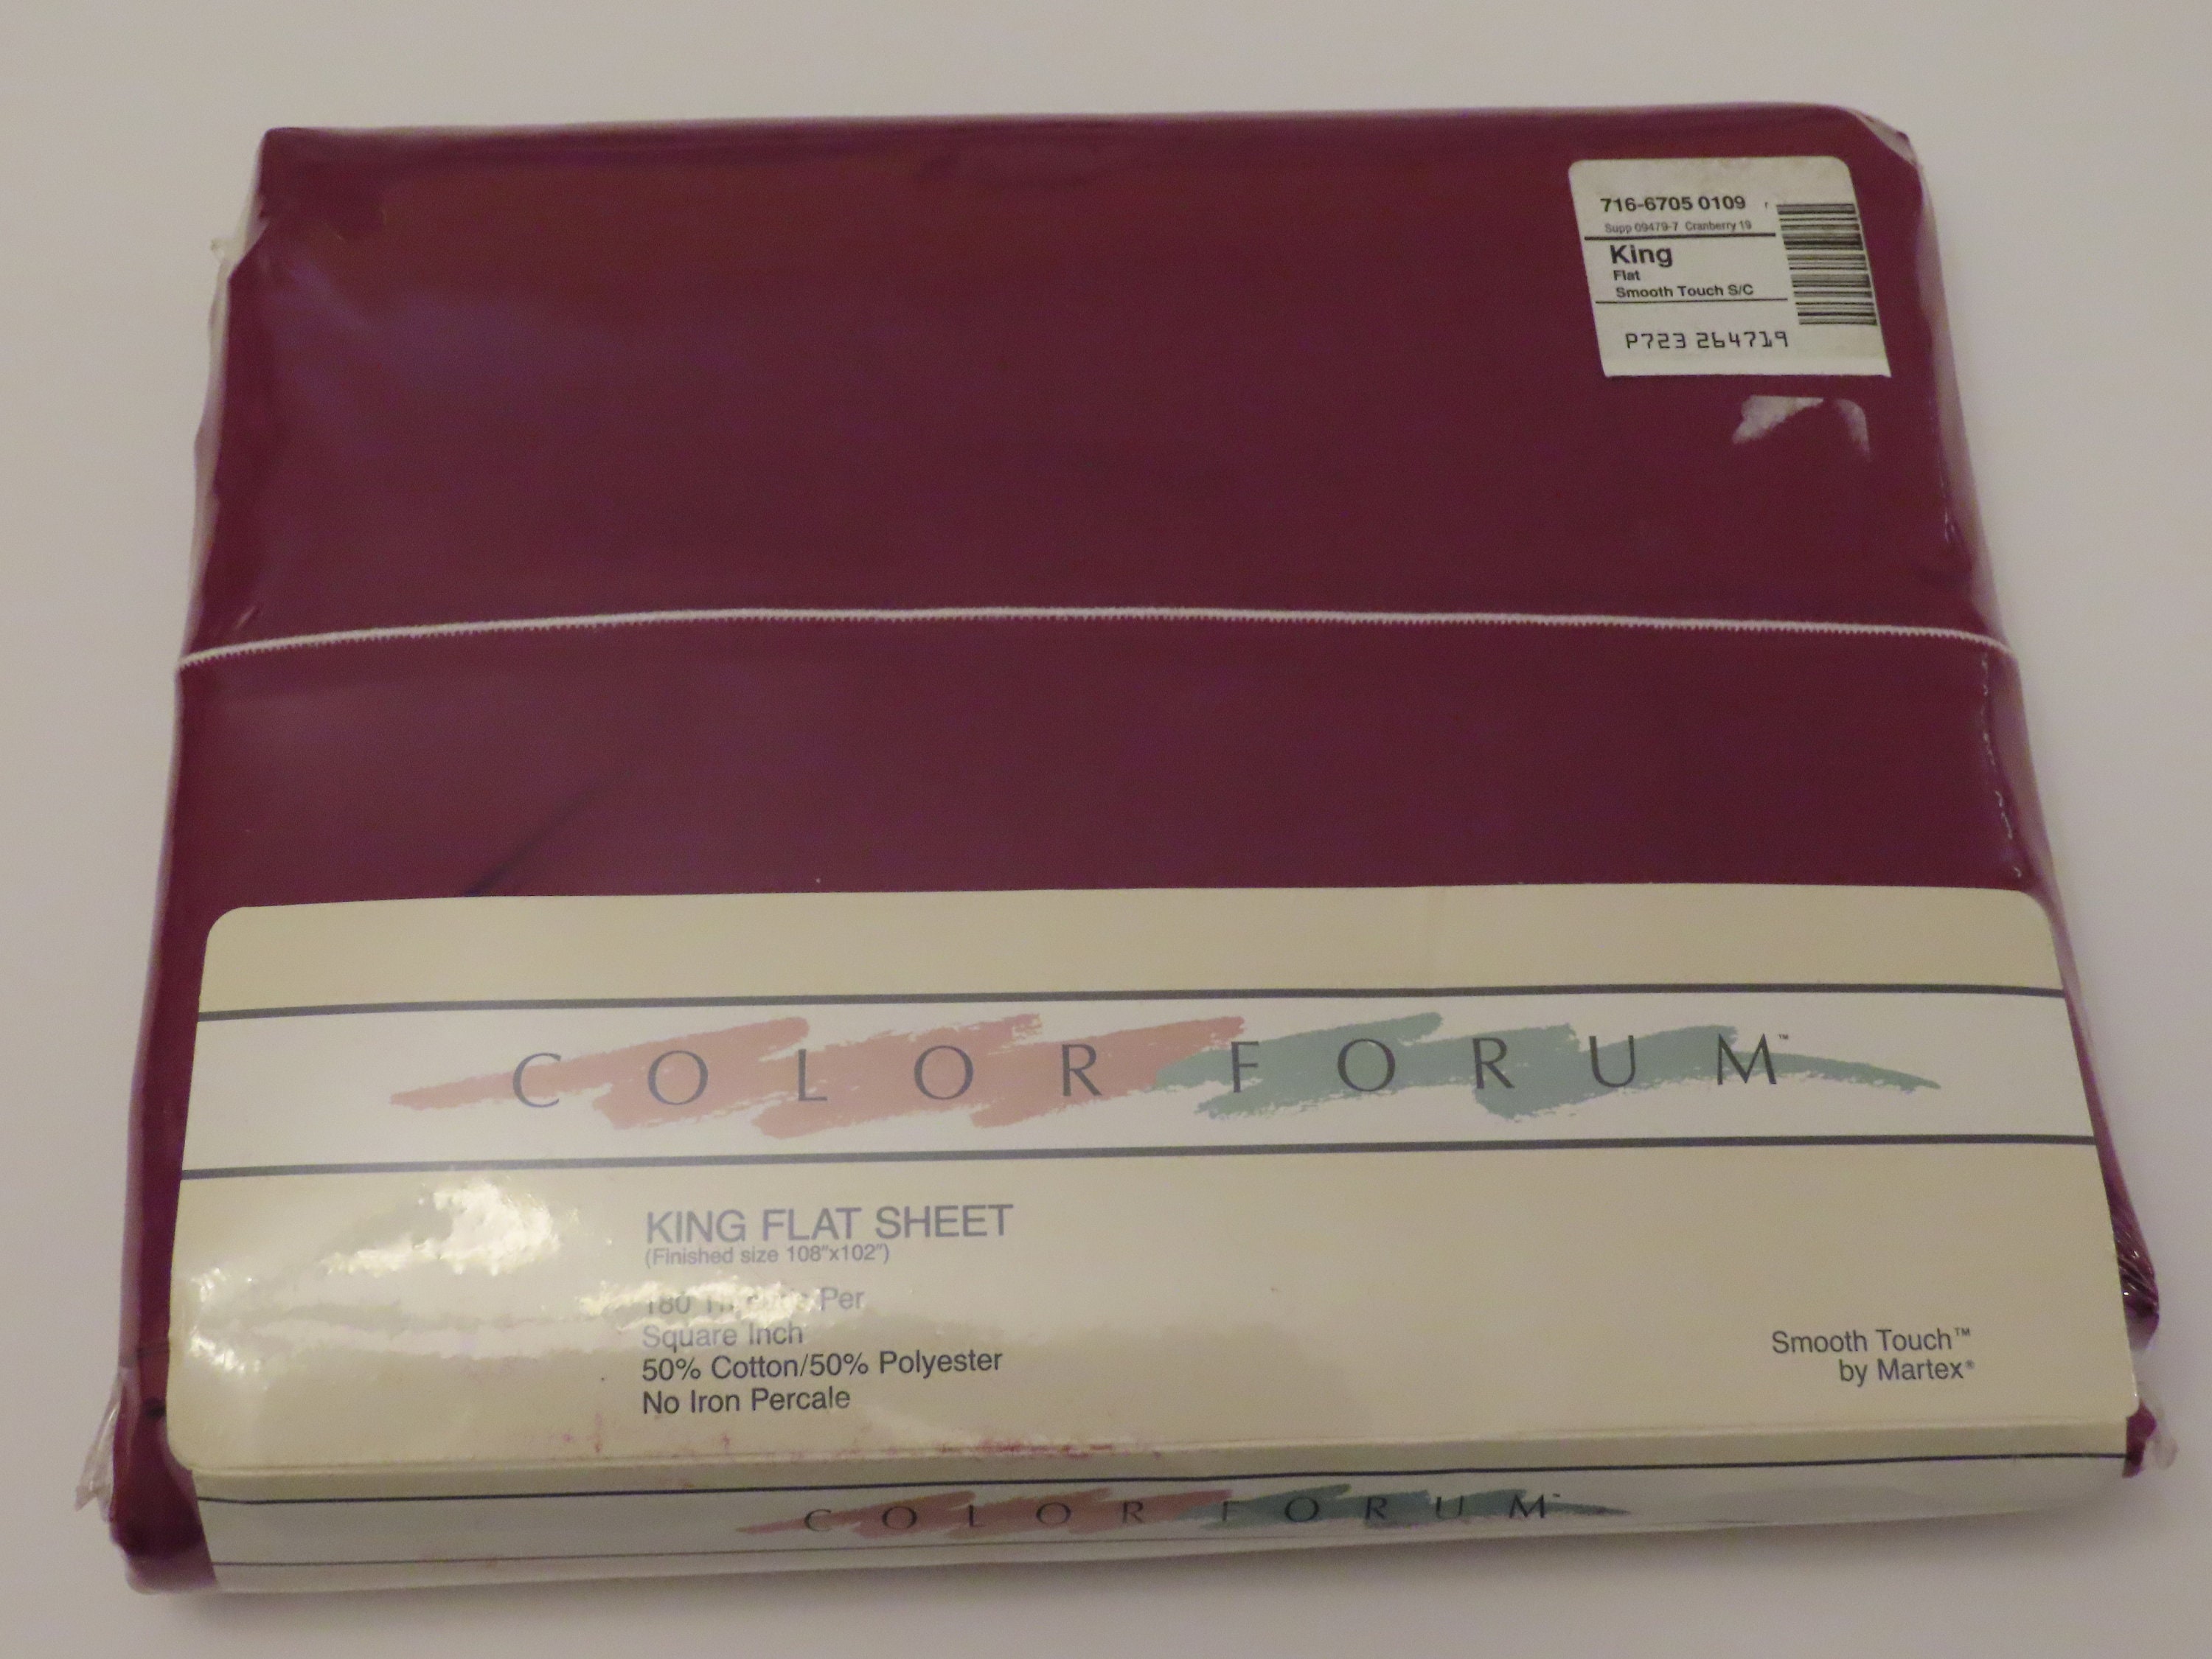 716-6705 0109
Supp 09479-7 Cranberry 19
King
Flat
Smooth Touch S/C
P723 264719
COLOR FORUM™
KING FLAT SHEET
(Finished size 108"x102")
180 Per
Square Inch
50% Cotton/50% Polyester
No Iron Percale
Smooth Touch™
by Martex®
COLOR FORUM™